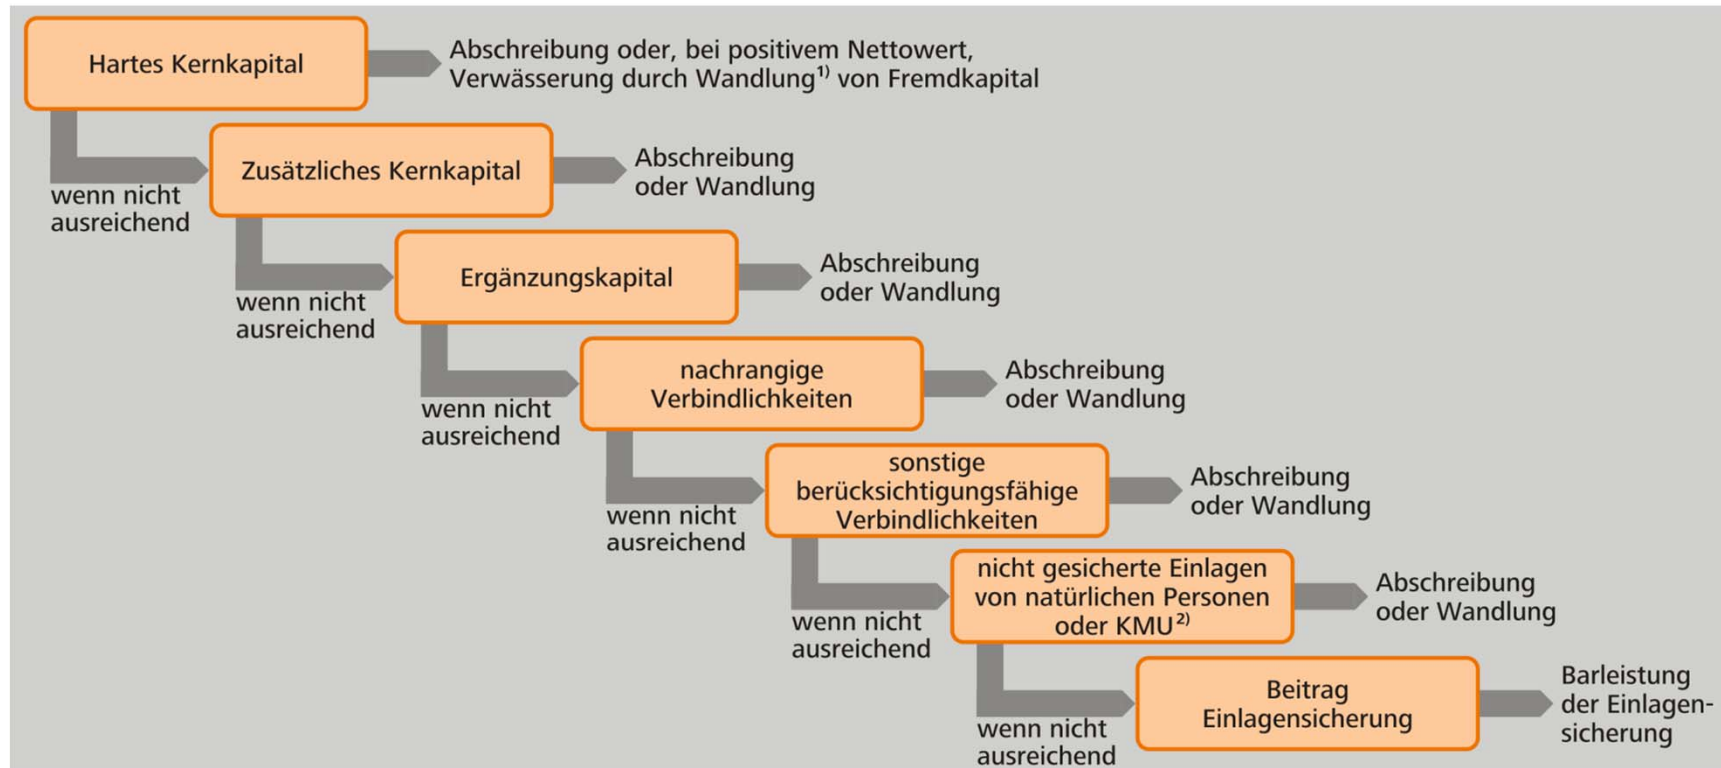 Hartes Kernkapital
Abschreibung oder, bei positivem Nettowert,
Verwässerung durch Wandlung¹⁾ von Fremdkapital
wenn nicht
ausreichend
Zusätzliches Kernkapital
Abschreibung
oder Wandlung
wenn nicht
ausreichend
Ergänzungskapital
Abschreibung
oder Wandlung
wenn nicht
ausreichend
nachrangige
Verbindlichkeiten
Abschreibung
oder Wandlung
wenn nicht
ausreichend
sonstige
berücksichtigungsfähige
Verbindlichkeiten
Abschreibung
oder Wandlung
wenn nicht
ausreichend
nicht gesicherte Einlagen
von natürlichen Personen
oder KMU²⁾
Abschreibung
oder Wandlung
wenn nicht
ausreichend
Beitrag
Einlagensicherung
Barleistung
der Einlagen-
sicherung